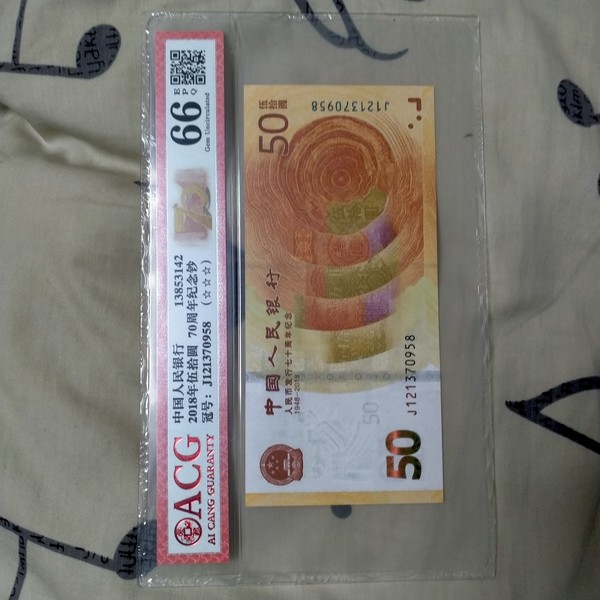 ACG
AI CANG GUARANTY
中国人民银行 13853142
2018年伍拾圆 70周年纪念钞
冠号: J121370958 (☆☆☆)
70
66 EPQ
Gem Uncirculated
50
伍拾圓
J121370958
中国人民银行
人民币发行七十周年纪念
1948-2018
50
50
J121370958